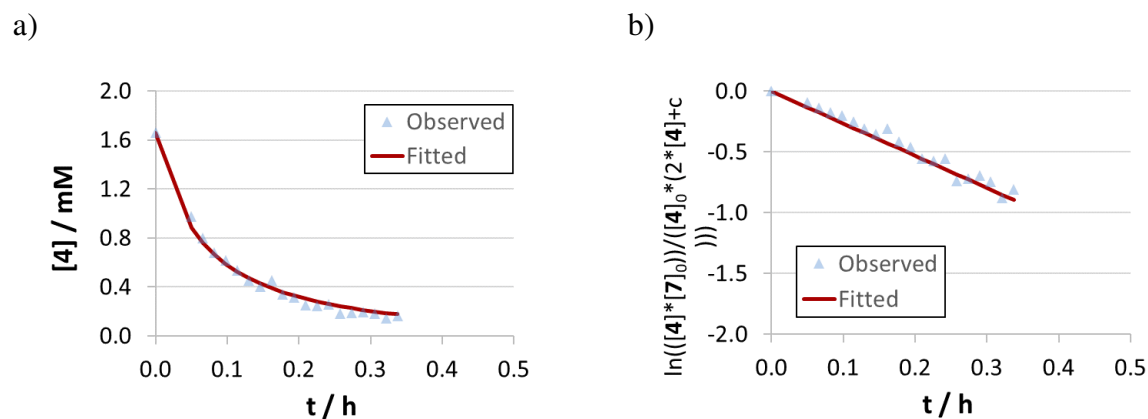 a)
2.0
1.6
1.2
0.8
0.4
0.0
[4] / mM
0.0 0.1 0.2 0.3 0.4 0.5
t / h
Observed
Fitted
b)
0.0
-0.5
-1.0
-1.5
-2.0
ln(([4]*[7]₀))/([4]₀*(2*[4]+c
)))
0.0 0.1 0.2 0.3 0.4 0.5
t / h
Observed
Fitted